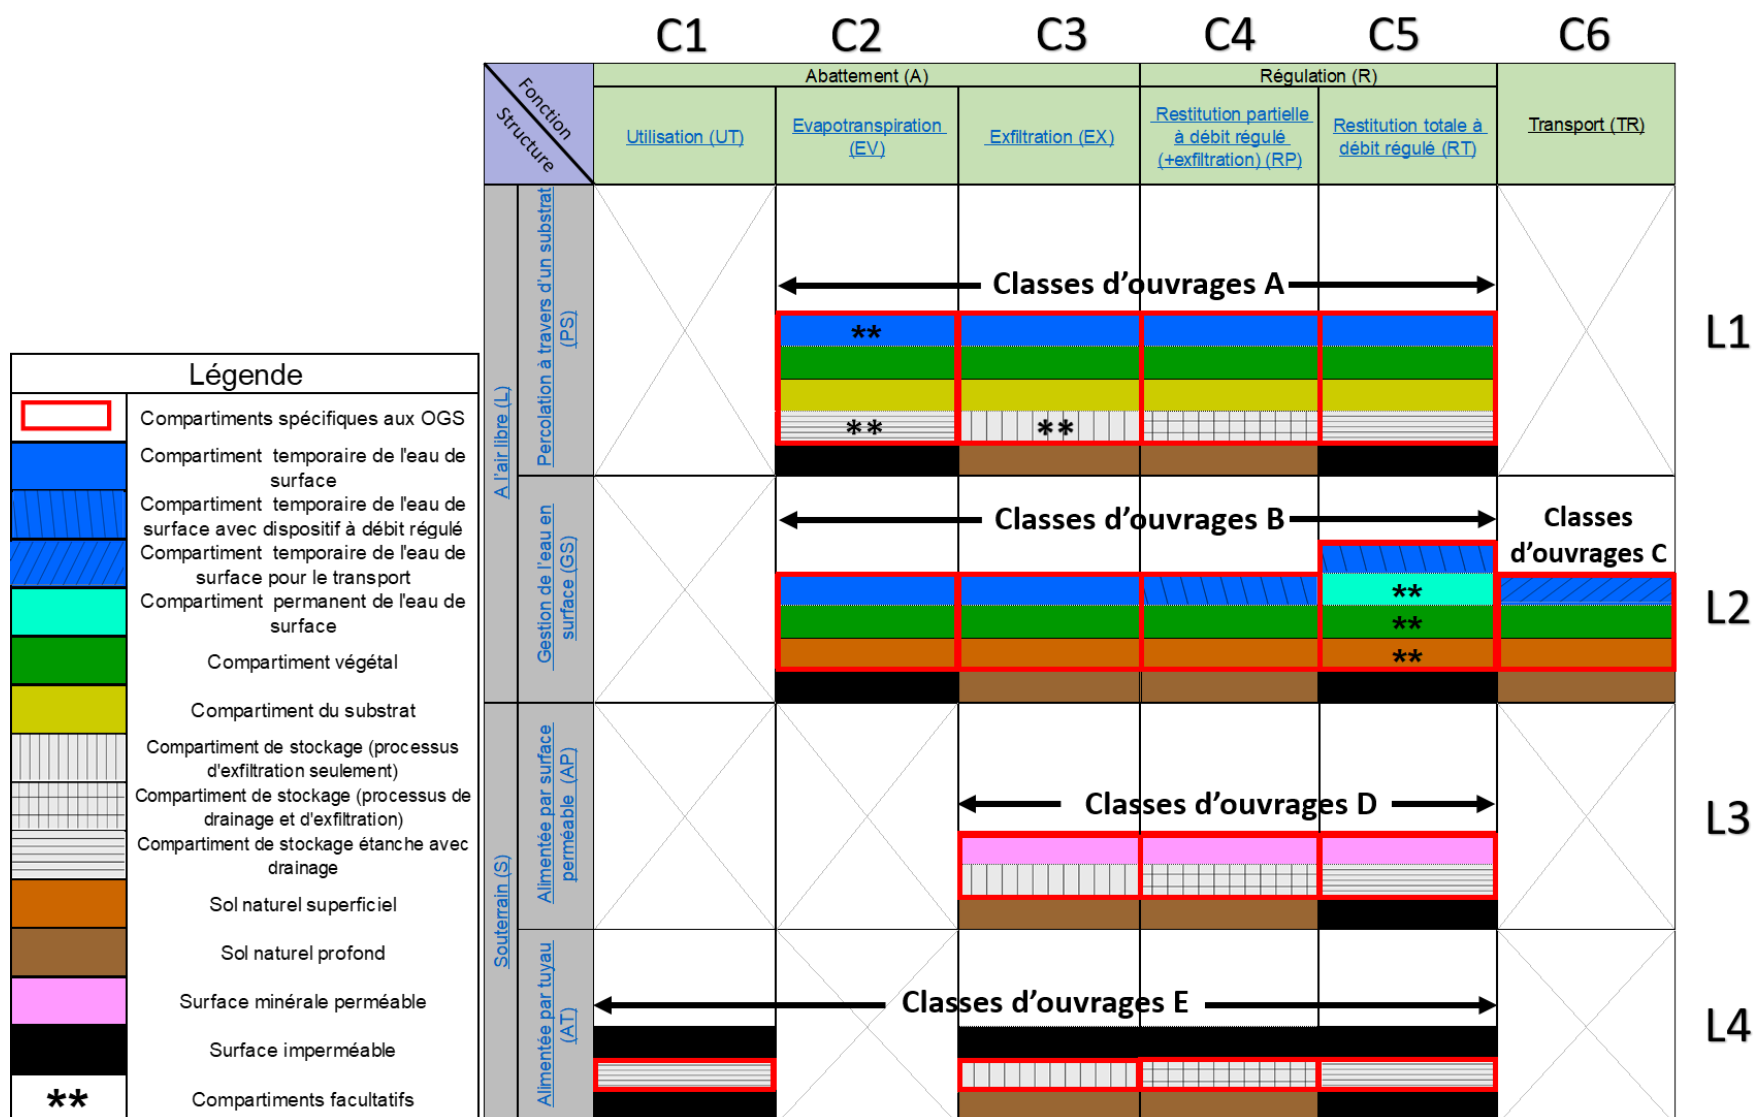 C1
C2
C3
C4
C5
C6
Fonction
Structure
Abattement (A)
Régulation (R)
Utilisation (UT)
Evapotranspiration
(EV)
Exfiltration (EX)
Restitution partielle
à débit régulé
(+exfiltration) (RP)
Restitution totale à
débit régulé (RT)
Transport (TR)
A l'air libre (L)
Percolation à travers d'un substrat
(PS)
Classes d'ouvrages A
**
**
**
L1
Gestion de l'eau en
surface (GS)
Classes d'ouvrages B
Classes
d'ouvrages C
**
**
**
L2
Souterrain (S)
Alimentée par surface
perméable (AP)
Classes d'ouvrages D
L3
Alimentée par tuyau
(AT)
Classes d'ouvrages E
L4
Légende
Compartiments spécifiques aux OGS
Compartiment temporaire de l'eau de
surface
Compartiment temporaire de l'eau de
surface avec dispositif à débit régulé
Compartiment temporaire de l'eau de
surface pour le transport
Compartiment permanent de l'eau de
surface
Compartiment végétal
Compartiment du substrat
Compartiment de stockage (processus
d'exfiltration seulement)
Compartiment de stockage (processus de
drainage et d'exfiltration)
Compartiment de stockage étanche avec
drainage
Sol naturel superficiel
Sol naturel profond
Surface minérale perméable
Surface imperméable
** Compartiments facultatifs